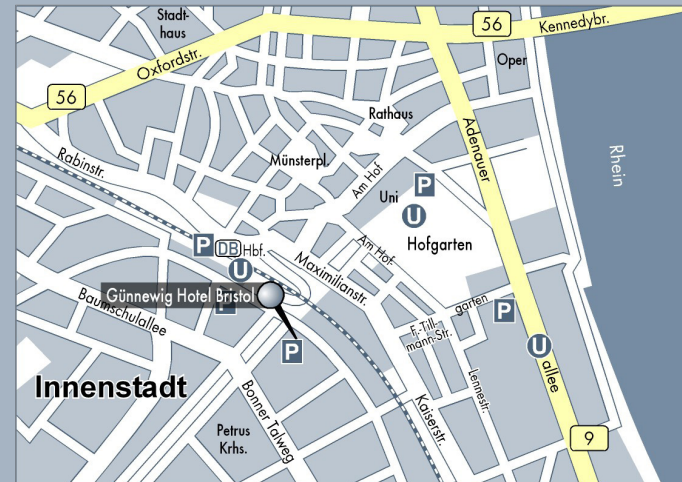 Stadt-
haus
56
Kennedybr.
Oper
Oxfordstr.
56
Rathaus
Adenauer
Rabinstr.
Münsterpl.
Am Hof
Rhein
P
Uni
U
Hofgarten
P
DB Hbf.
Am Hof-
U
Maximilianstr.
Günnewig Hotel Bristol
P
Baumschulallee
garten
P
F.-Till-
mann-Str.
U
allee
P
Innenstadt
Lennestr.
Bonner Talweg
Kaiserstr.
Petrus
Krhs.
9